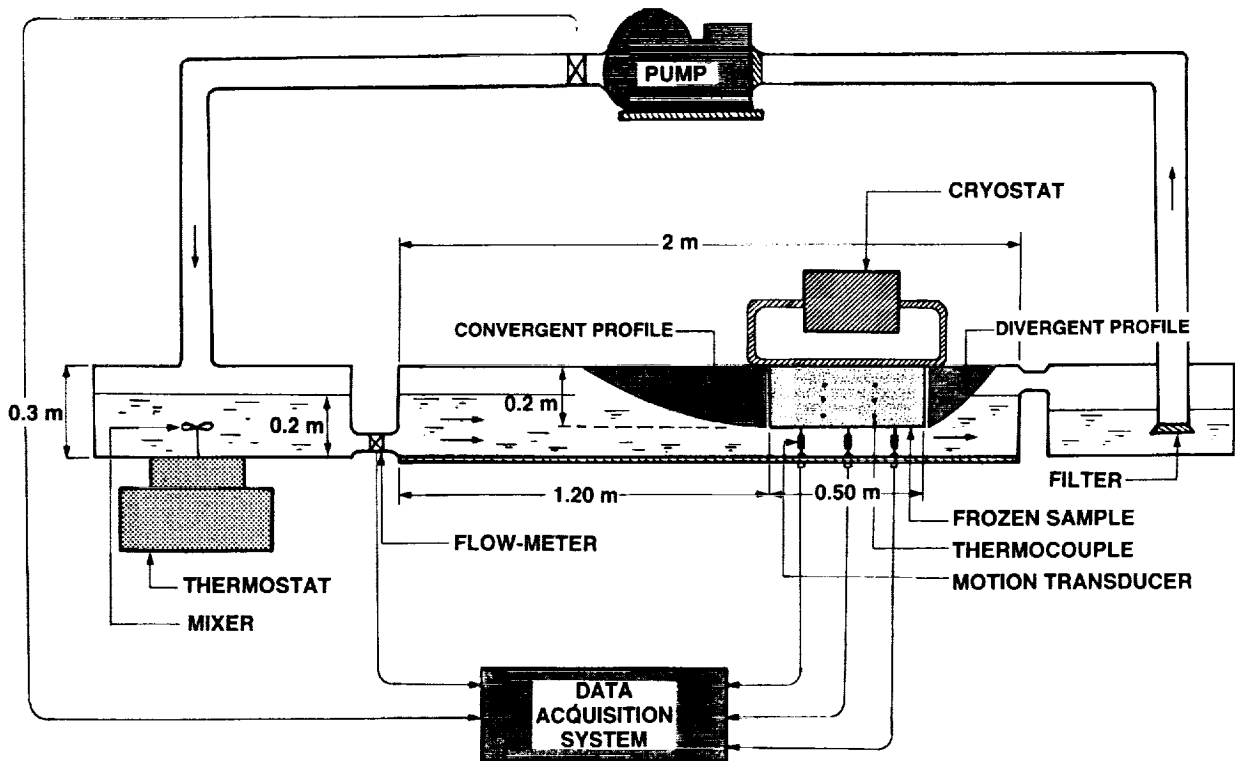 PUMP
CRYOSTAT
2 m
CONVERGENT PROFILE
DIVERGENT PROFILE
0.3 m
0.2 m
0.2 m
1.20 m
0.50 m
FILTER
FLOW-METER
FROZEN SAMPLE
THERMOCOUPLE
MOTION TRANSDUCER
THERMOSTAT
MIXER
DATA
ACQUISITION
SYSTEM